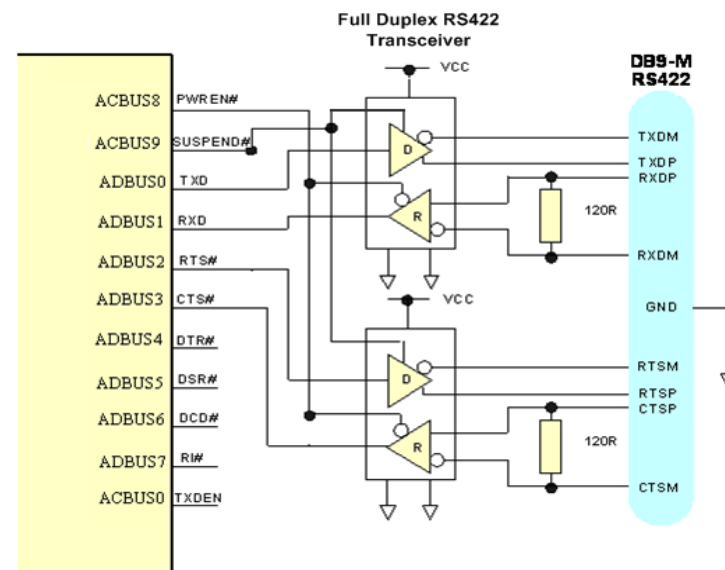 Full Duplex RS422
Transceiver
VCC
DB9-M
RS422
ACBUS8 PWREN#
ACBUS9 SUSPEND#
ADBUS0 TXD
ADBUS1 RXD
ADBUS2 RTS#
ADBUS3 CTS#
ADBUS4 DTR#
ADBUS5 DSR#
ADBUS6 DCD#
ADBUS7 RI#
ACBUS0 TXDEN
D
R
TXDM
TXDP
RXDP
120R
RXDM
GND
VCC
D
R
RTSM
RTSP
CTSP
120R
CTSM